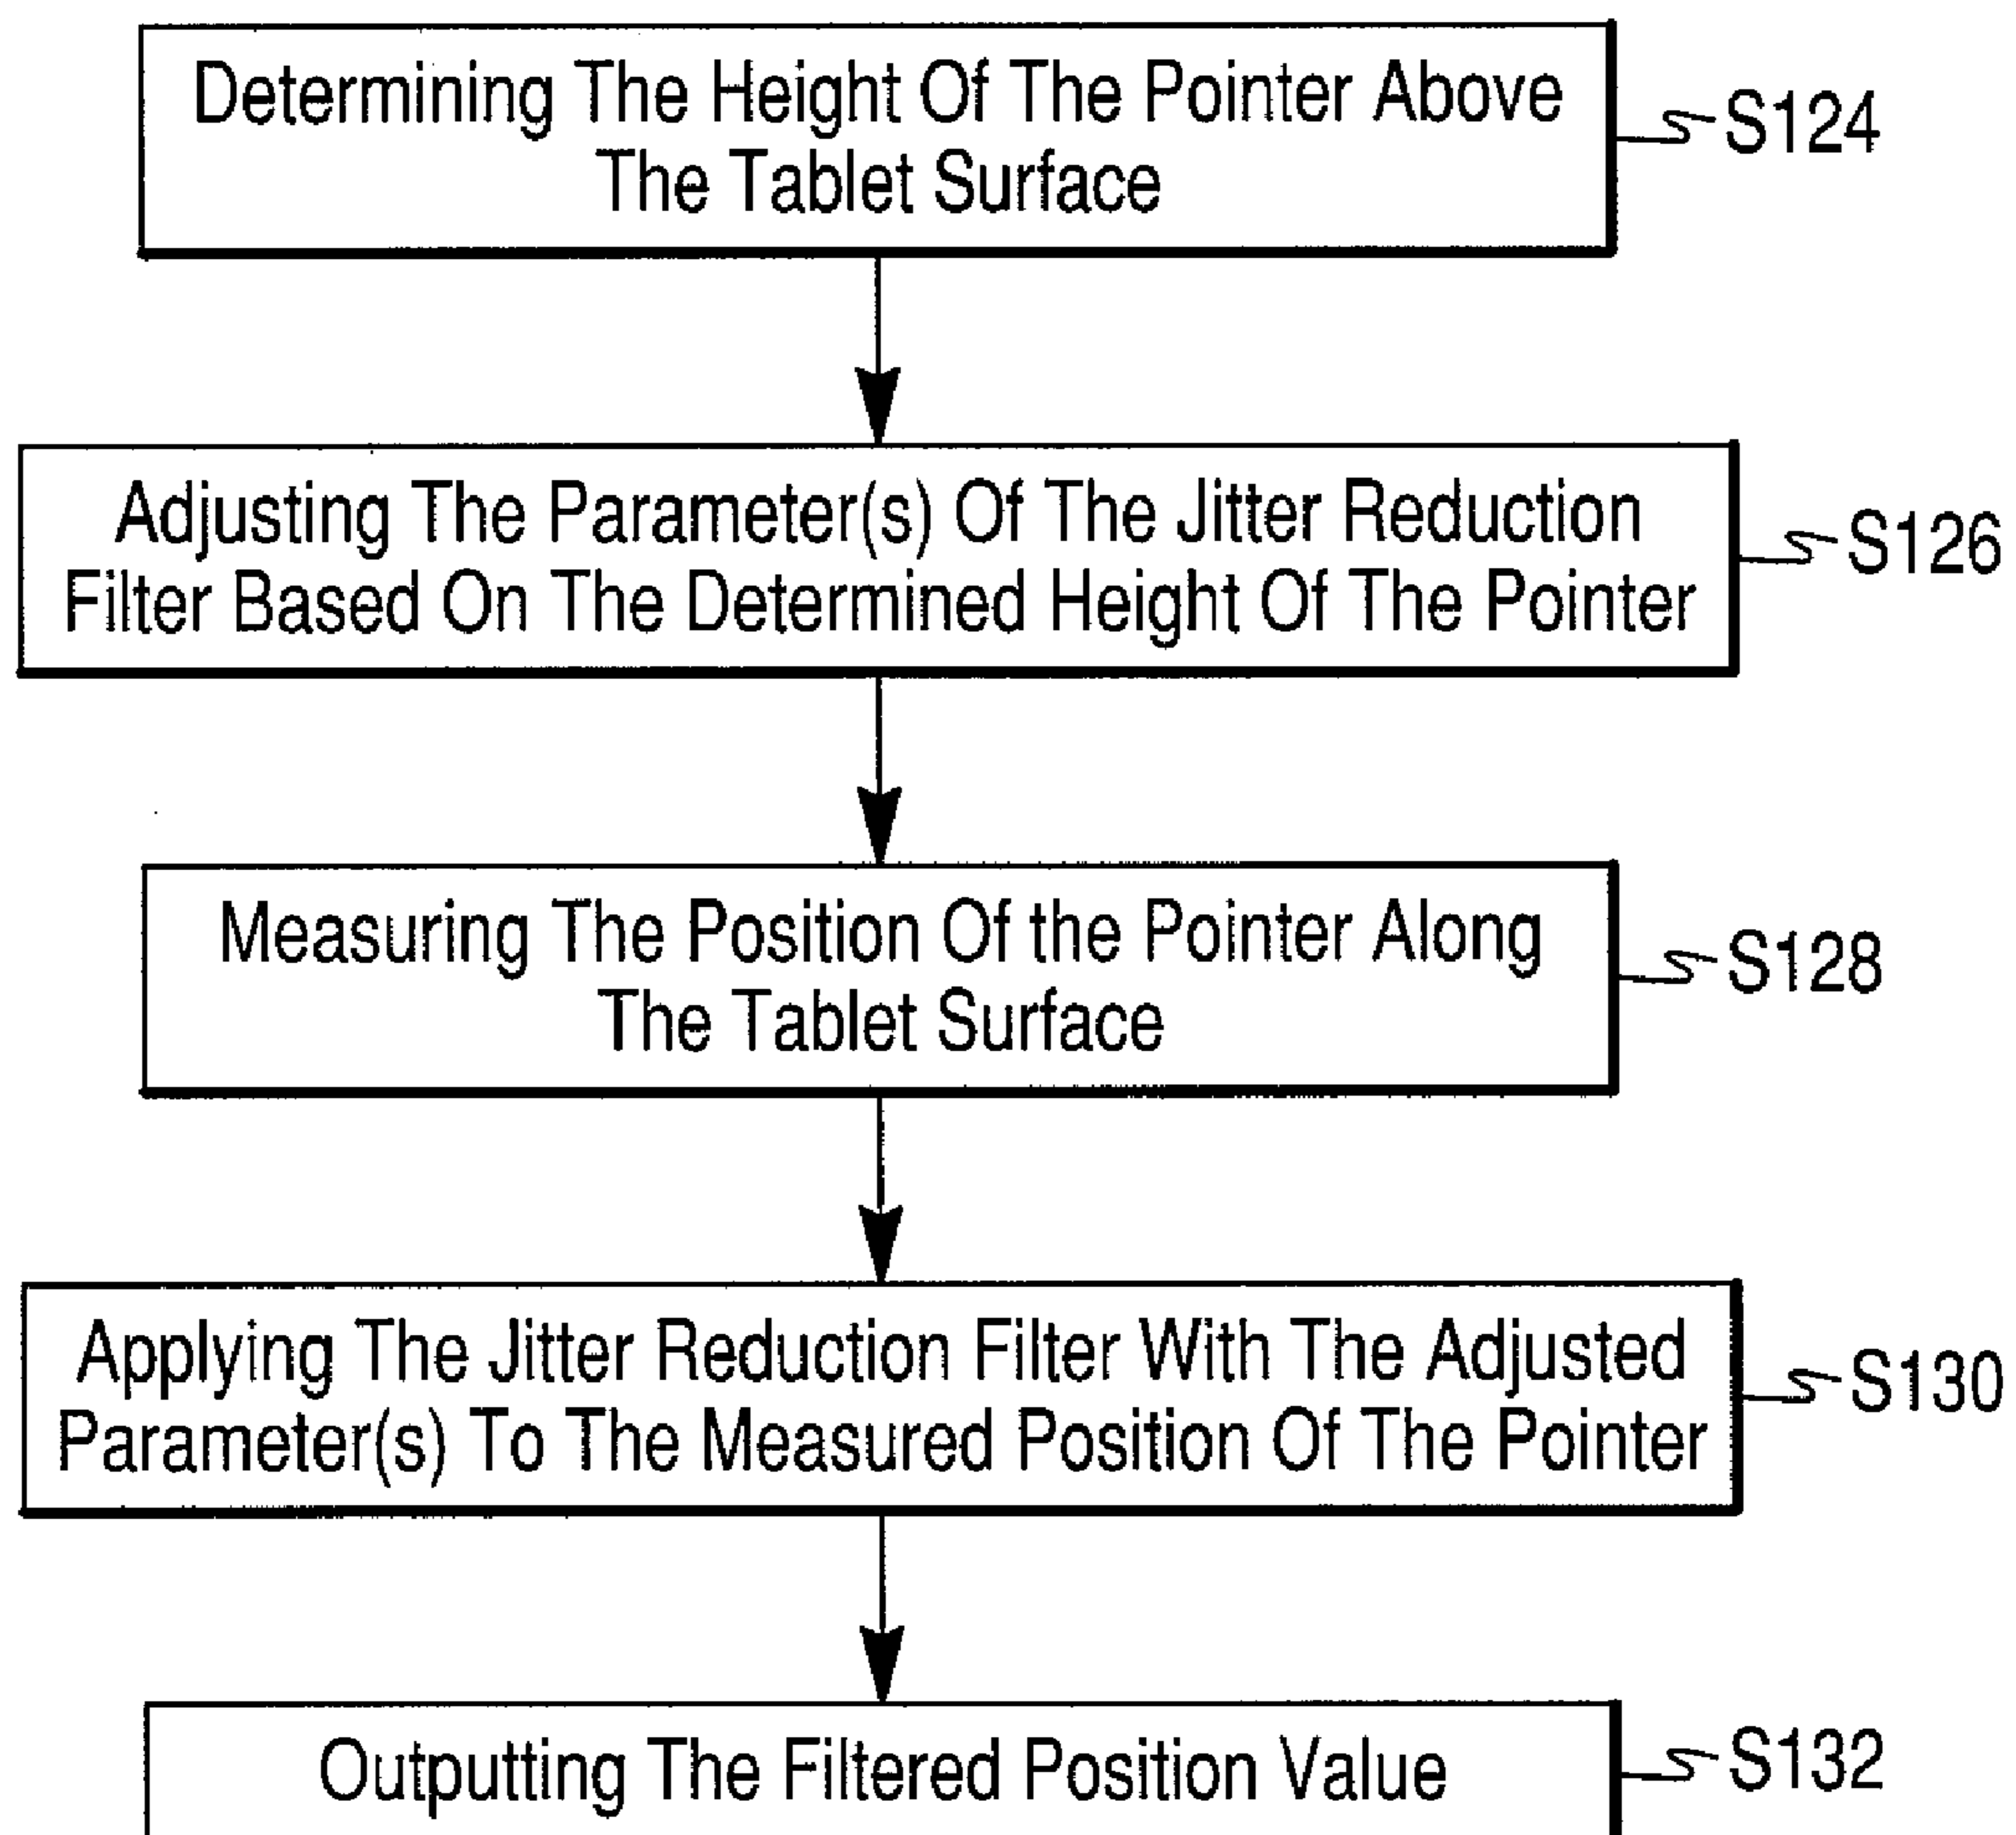 Determining The Height Of The Pointer Above
The Tablet Surface
S124
Adjusting The Parameter(s) Of The Jitter Reduction
Filter Based On The Determined Height Of The Pointer
S126
Measuring The Position Of the Pointer Along
The Tablet Surface
S128
Applying The Jitter Reduction Filter With The Adjusted
Parameter(s) To The Measured Position Of The Pointer
S130
Outputting The Filtered Position Value
S132